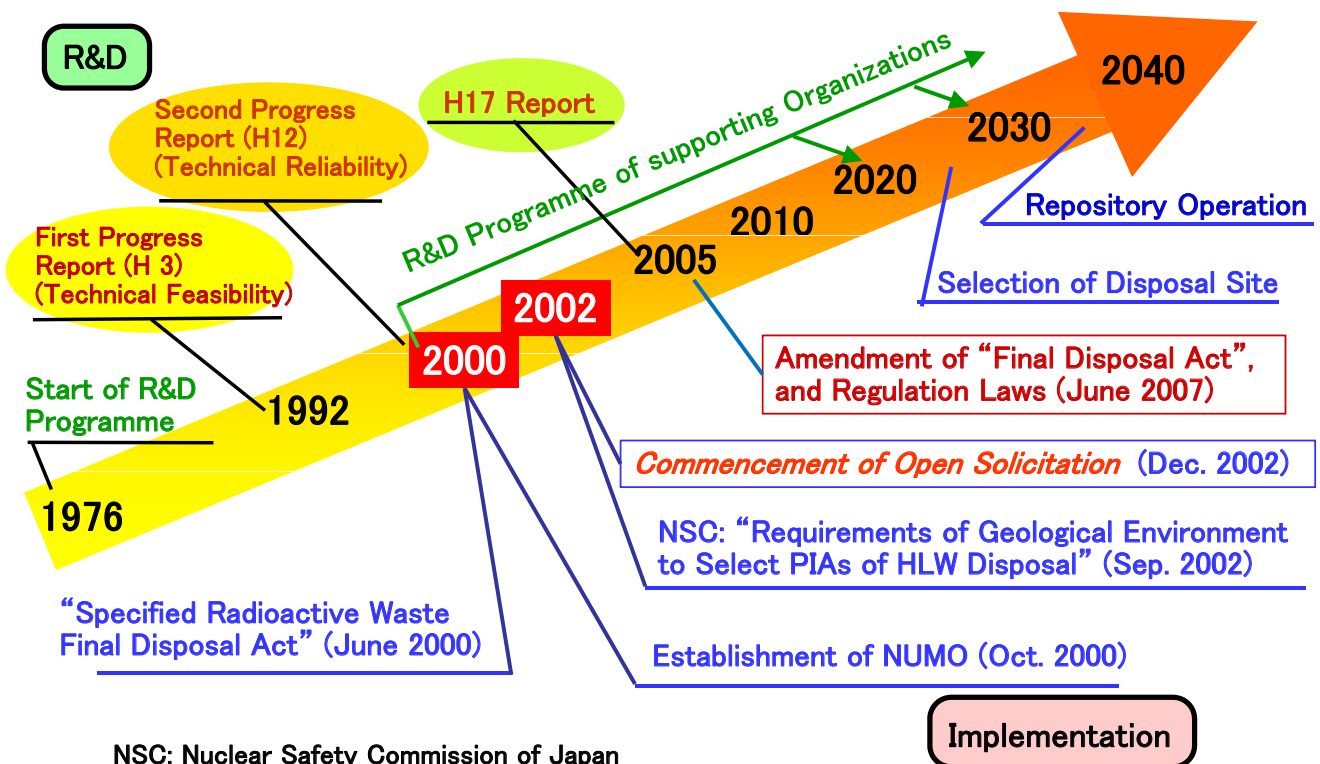 R&D
Second Progress
Report (H12)
(Technical Reliability)
H17 Report
R&D Programme of supporting Organizations
2040
2030
2020
2010
2005
2002
2000
1992
1976
First Progress
Report (H 3)
(Technical Feasibility)
Start of R&D
Programme
Repository Operation
Selection of Disposal Site
Amendment of “Final Disposal Act”,
and Regulation Laws (June 2007)
Commencement of Open Solicitation (Dec. 2002)
NSC: “Requirements of Geological Environment
to Select PIAs of HLW Disposal” (Sep. 2002)
“Specified Radioactive Waste
Final Disposal Act” (June 2000)
Establishment of NUMO (Oct. 2000)
Implementation
NSC: Nuclear Safety Commission of Japan